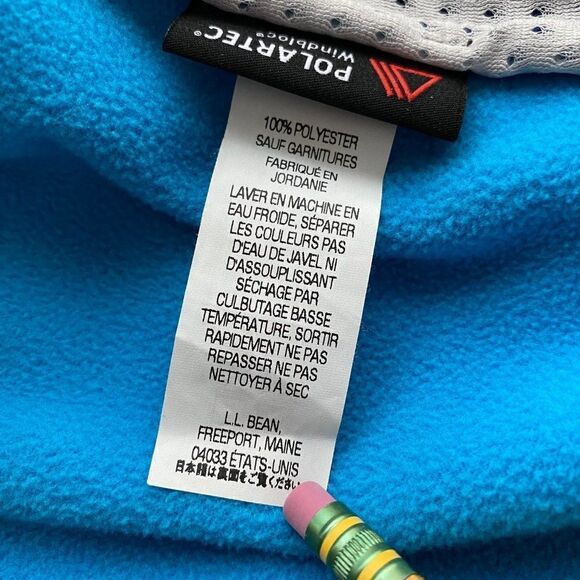 POLARTEC®
Windbloc®
100% POLYESTER
SAUF GARNITURES
FABRIQUÉ EN
JORDANIE
LAVER EN MACHINE EN
EAU FROIDE, SÉPARER
LES COULEURS PAS
D'EAU DE JAVEL NI
D'ASSOUPLISSANT
SÉCHAGE PAR
CULBUTAGE BASSE
TEMPÉRATURE, SORTIR
RAPIDEMENT NE PAS
REPASSER NE PAS
NETTOYER À SEC
L.L. BEAN,
FREEPORT, MAINE
04033 ÉTATS-UNIS
日本語は裏面をご覧ください